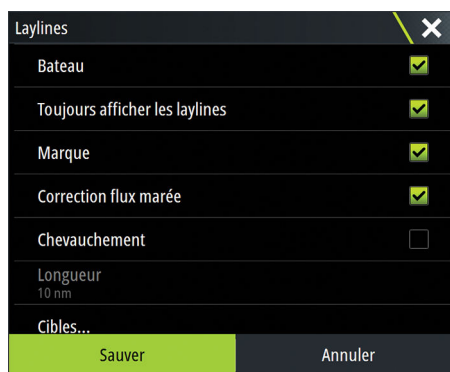 Laylines
Bateau
Toujours afficher les laylines
Marque
Correction flux marée
Chevauchement
Longueur
10 nm
Cibles...
Sauver Annuler